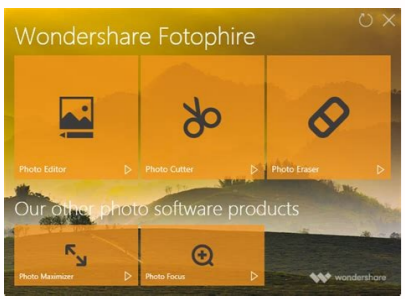 Wondershare Fotophire
Photo Editor
Photo Cutter
Photo Eraser
Our other photo software products
Photo Maximizer
Photo Focus
wondershare